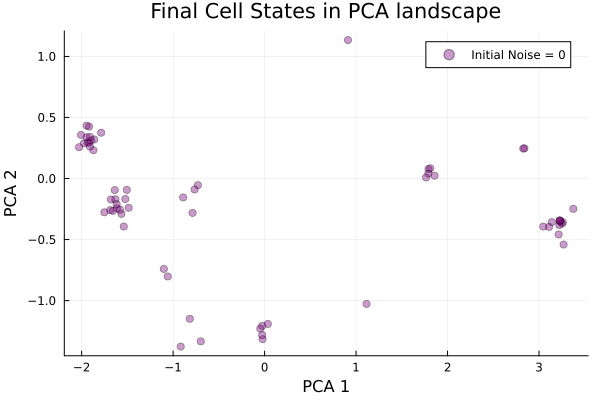 Final Cell States in PCA landscape
Initial Noise = 0
PCA 2
1.0
0.5
0.0
−0.5
−1.0
−2 −1 0 1 2 3
PCA 1